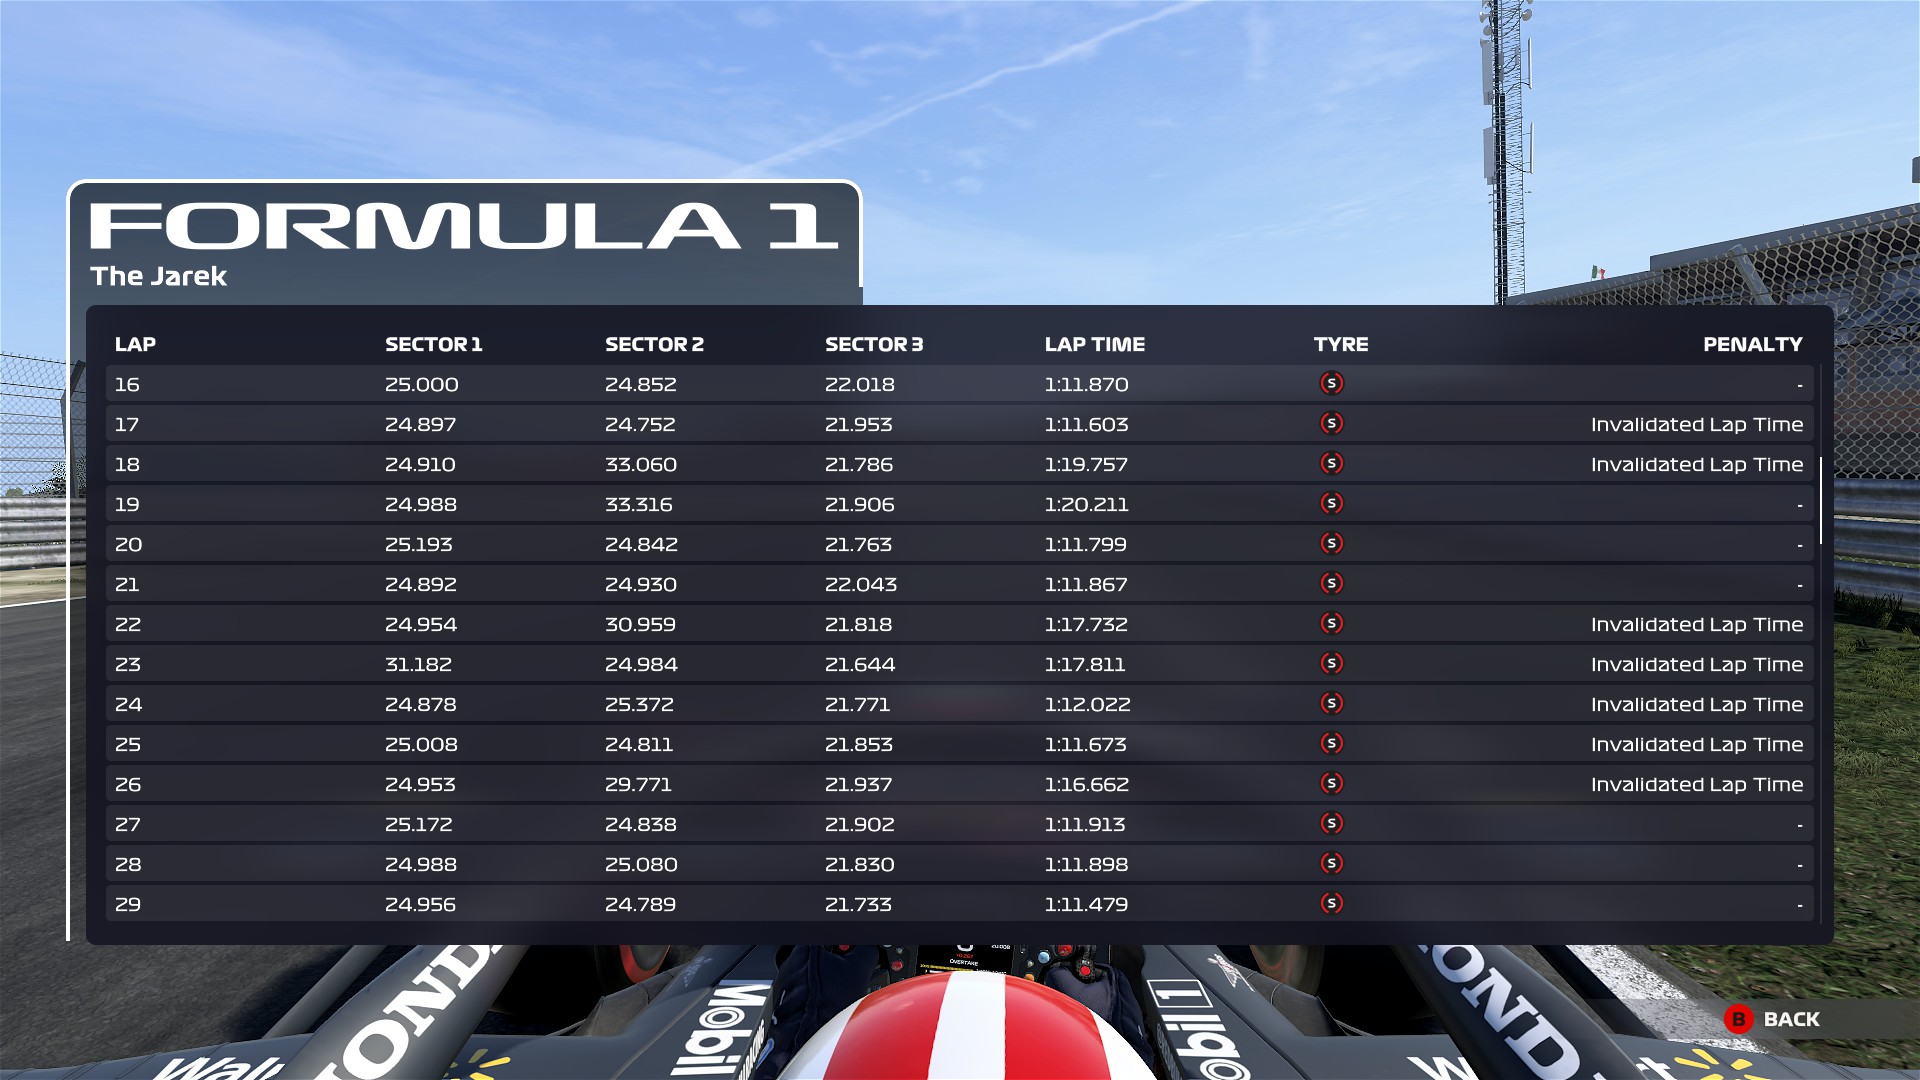 FORMULA 1
The Jarek
LAP SECTOR 1 SECTOR 2 SECTOR 3 LAP TIME TYRE PENALTY
16 25.000 24.852 22.018 1:11.870 S -
17 24.897 24.752 21.953 1:11.603 S Invalidated Lap Time
18 24.910 33.060 21.786 1:19.757 S Invalidated Lap Time
19 24.988 33.316 21.906 1:20.211 S -
20 25.193 24.842 21.763 1:11.799 S -
21 24.892 24.930 22.043 1:11.867 S -
22 24.954 30.959 21.818 1:17.732 S Invalidated Lap Time
23 31.182 24.984 21.644 1:17.811 S Invalidated Lap Time
24 24.878 25.372 21.771 1:12.022 S Invalidated Lap Time
25 25.008 24.811 21.853 1:11.673 S Invalidated Lap Time
26 24.953 29.771 21.937 1:16.662 S Invalidated Lap Time
27 25.172 24.838 21.902 1:11.913 S -
28 24.988 25.080 21.830 1:11.898 S -
29 24.956 24.789 21.733 1:11.479 S -
OVERTAKE
HONDA
Mobil
obil 1
OND
B BACK